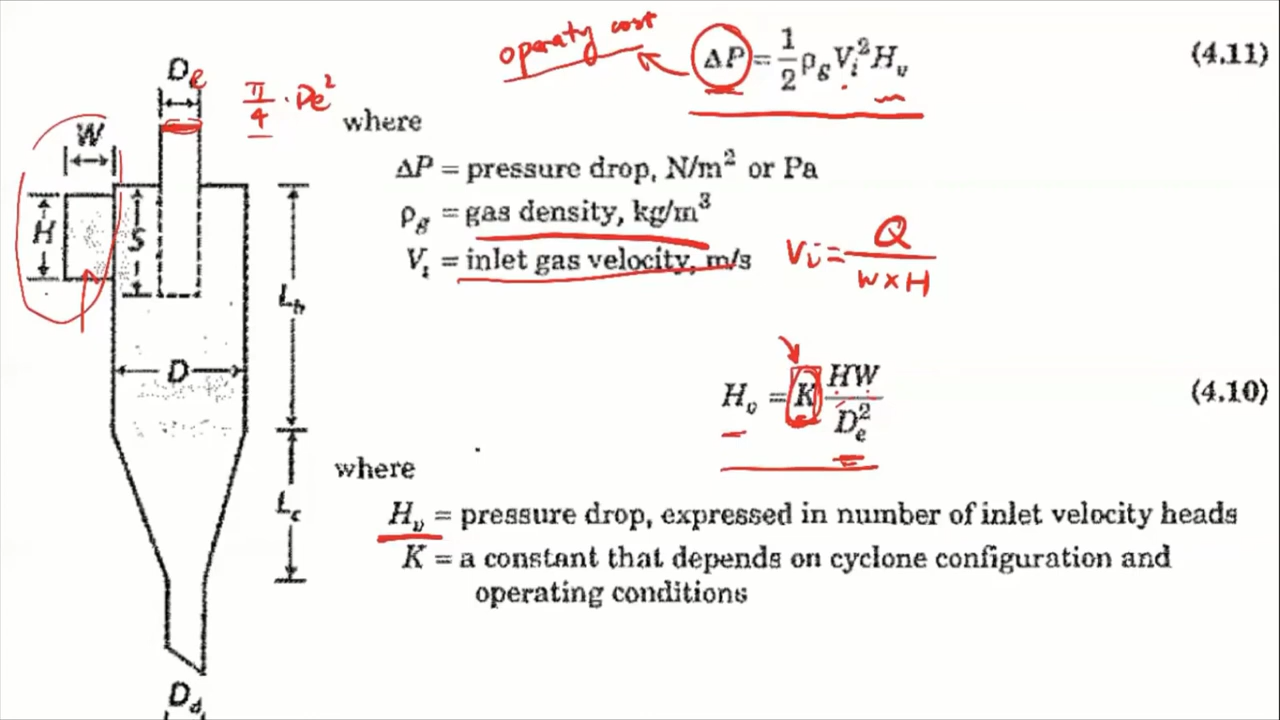 operaty cost
ΔP = 1/2 ρg Vi² Hv (4.11)
De
π/4 · De²
where
W
ΔP = pressure drop, N/m² or Pa
H
S
ρg = gas density, kg/m³
Vi = inlet gas velocity, m/s
Vi = Q / W×H
Lb
D
Hv = K HW / De² (4.10)
where
Lc
Hv = pressure drop, expressed in number of inlet velocity heads
K = a constant that depends on cyclone configuration and
operating conditions
Dd